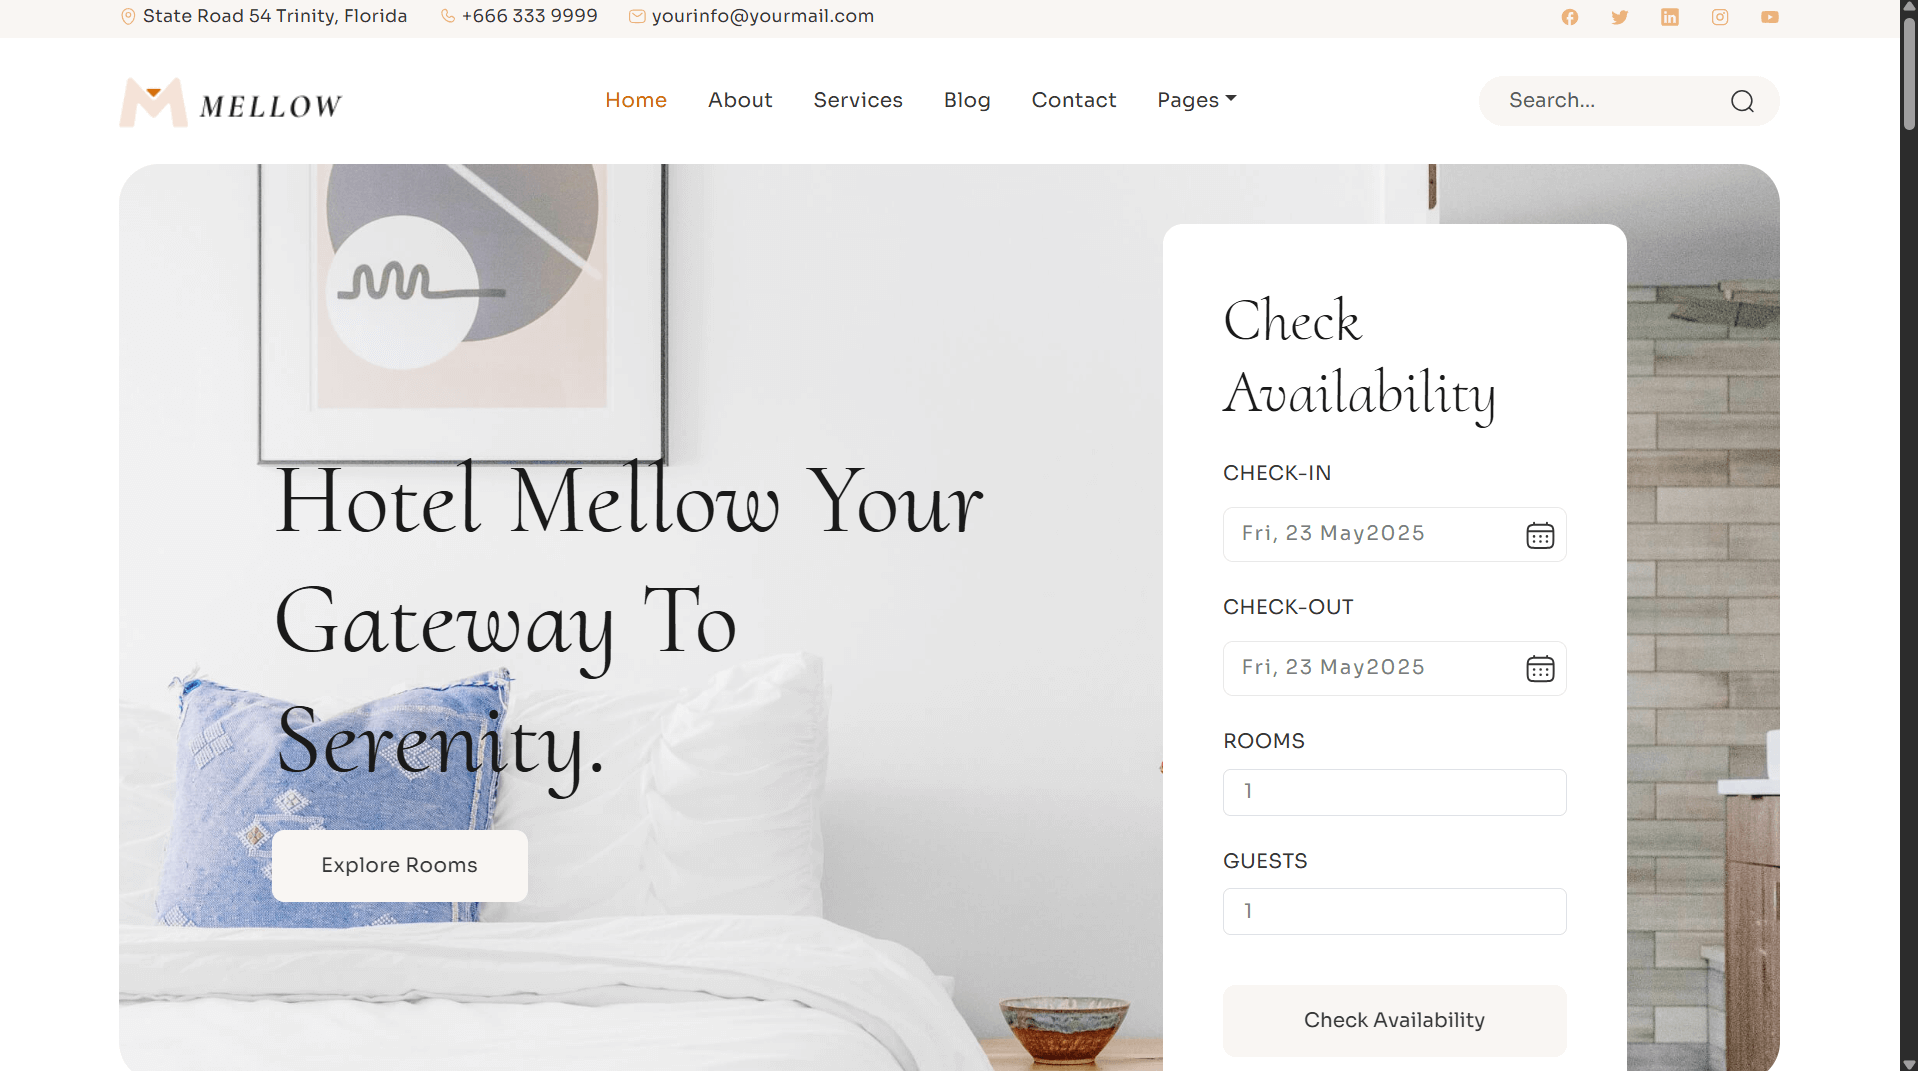 State Road 54 Trinity, Florida +666 333 9999 yourinfo@yourmail.com
MELLOW Home About Services Blog Contact Pages Search...
Hotel Mellow Your
Gateway To
Serenity.
Explore Rooms
Check
Availability
CHECK-IN
Fri, 23 May2025
CHECK-OUT
Fri, 23 May2025
ROOMS
1
GUESTS
1
Check Availability